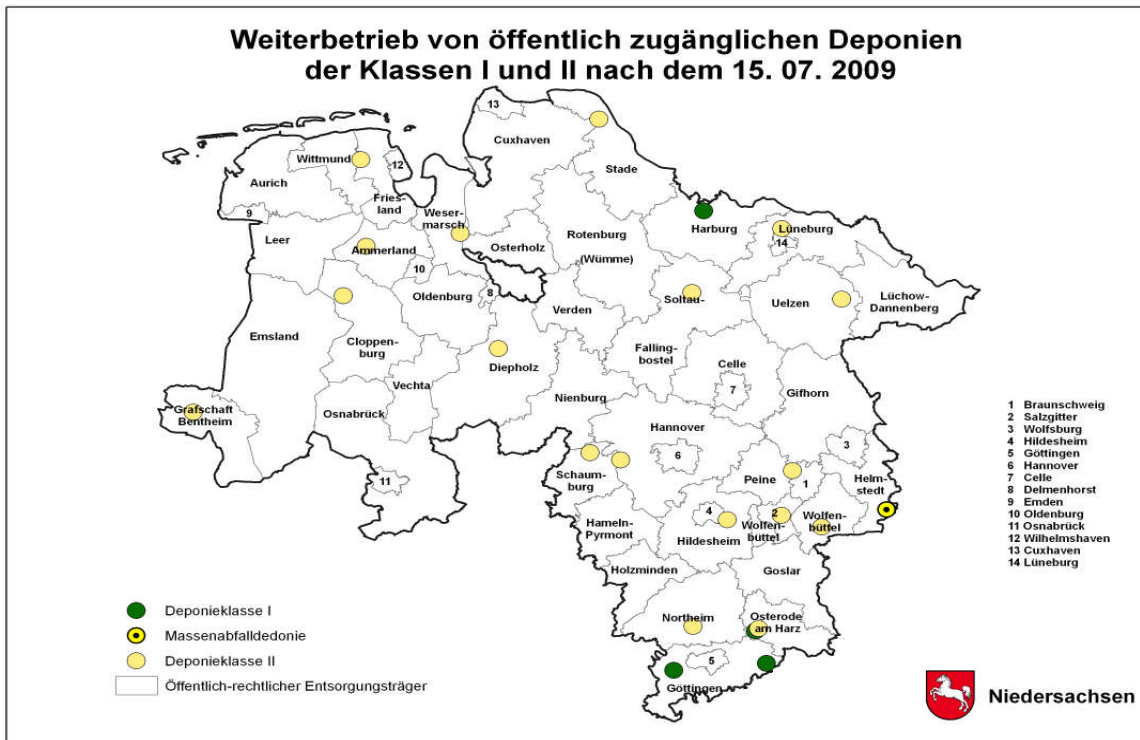 Weiterbetrieb von öffentlich zugänglichen Deponien
der Klassen I und II nach dem 15. 07. 2009
13
Cuxhaven
Wittmund
12
Stade
Aurich
Fries-
land
9
Weser-
marsch
Harburg
Lüneburg
14
Leer
Ammerland
Osterholz
Rotenburg
(Wümme)
10
Oldenburg
8
Soltau-
Uelzen
Lüchow-
Dannenberg
Verden
Emsland
Cloppen-
burg
Falling-
bostel
Celle
7
Diepholz
Vechta
Gifhorn
Nienburg
Grafschaft
Bentheim
Osnabrück
Hannover
6
3
11
Schaum-
burg
Peine
1
Helm-
stedt
Hameln-
Pyrmont
4
Hildesheim
2
Wolfen-
büttel
Wolfen-
büttel
Holzminden
Goslar
Northeim
Osterode
am Harz
5
Göttingen
1 Braunschweig
2 Salzgitter
3 Wolfsburg
4 Hildesheim
5 Göttingen
6 Hannover
7 Celle
8 Delmenhorst
9 Emden
10 Oldenburg
11 Osnabrück
12 Wilhelmshaven
13 Cuxhaven
14 Lüneburg
Deponieklasse I
Massenabfalldedonie
Deponieklasse II
Öffentlich-rechtlicher Entsorgungsträger
Niedersachsen